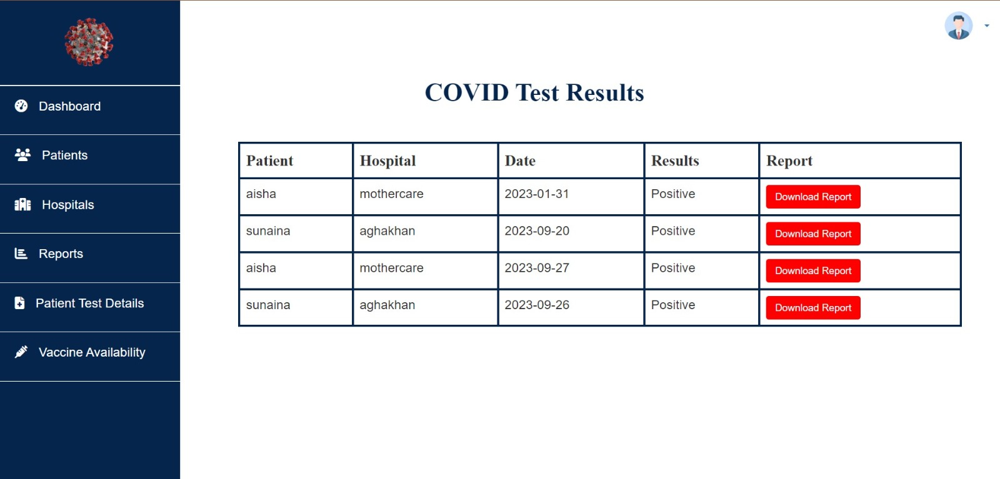 Dashboard
Patients
Hospitals
Reports
Patient Test Details
Vaccine Availability
COVID Test Results
Patient Hospital Date Results Report
aisha mothercare 2023-01-31 Positive Download Report
sunaina aghakhan 2023-09-20 Positive Download Report
aisha mothercare 2023-09-27 Positive Download Report
sunaina aghakhan 2023-09-26 Positive Download Report